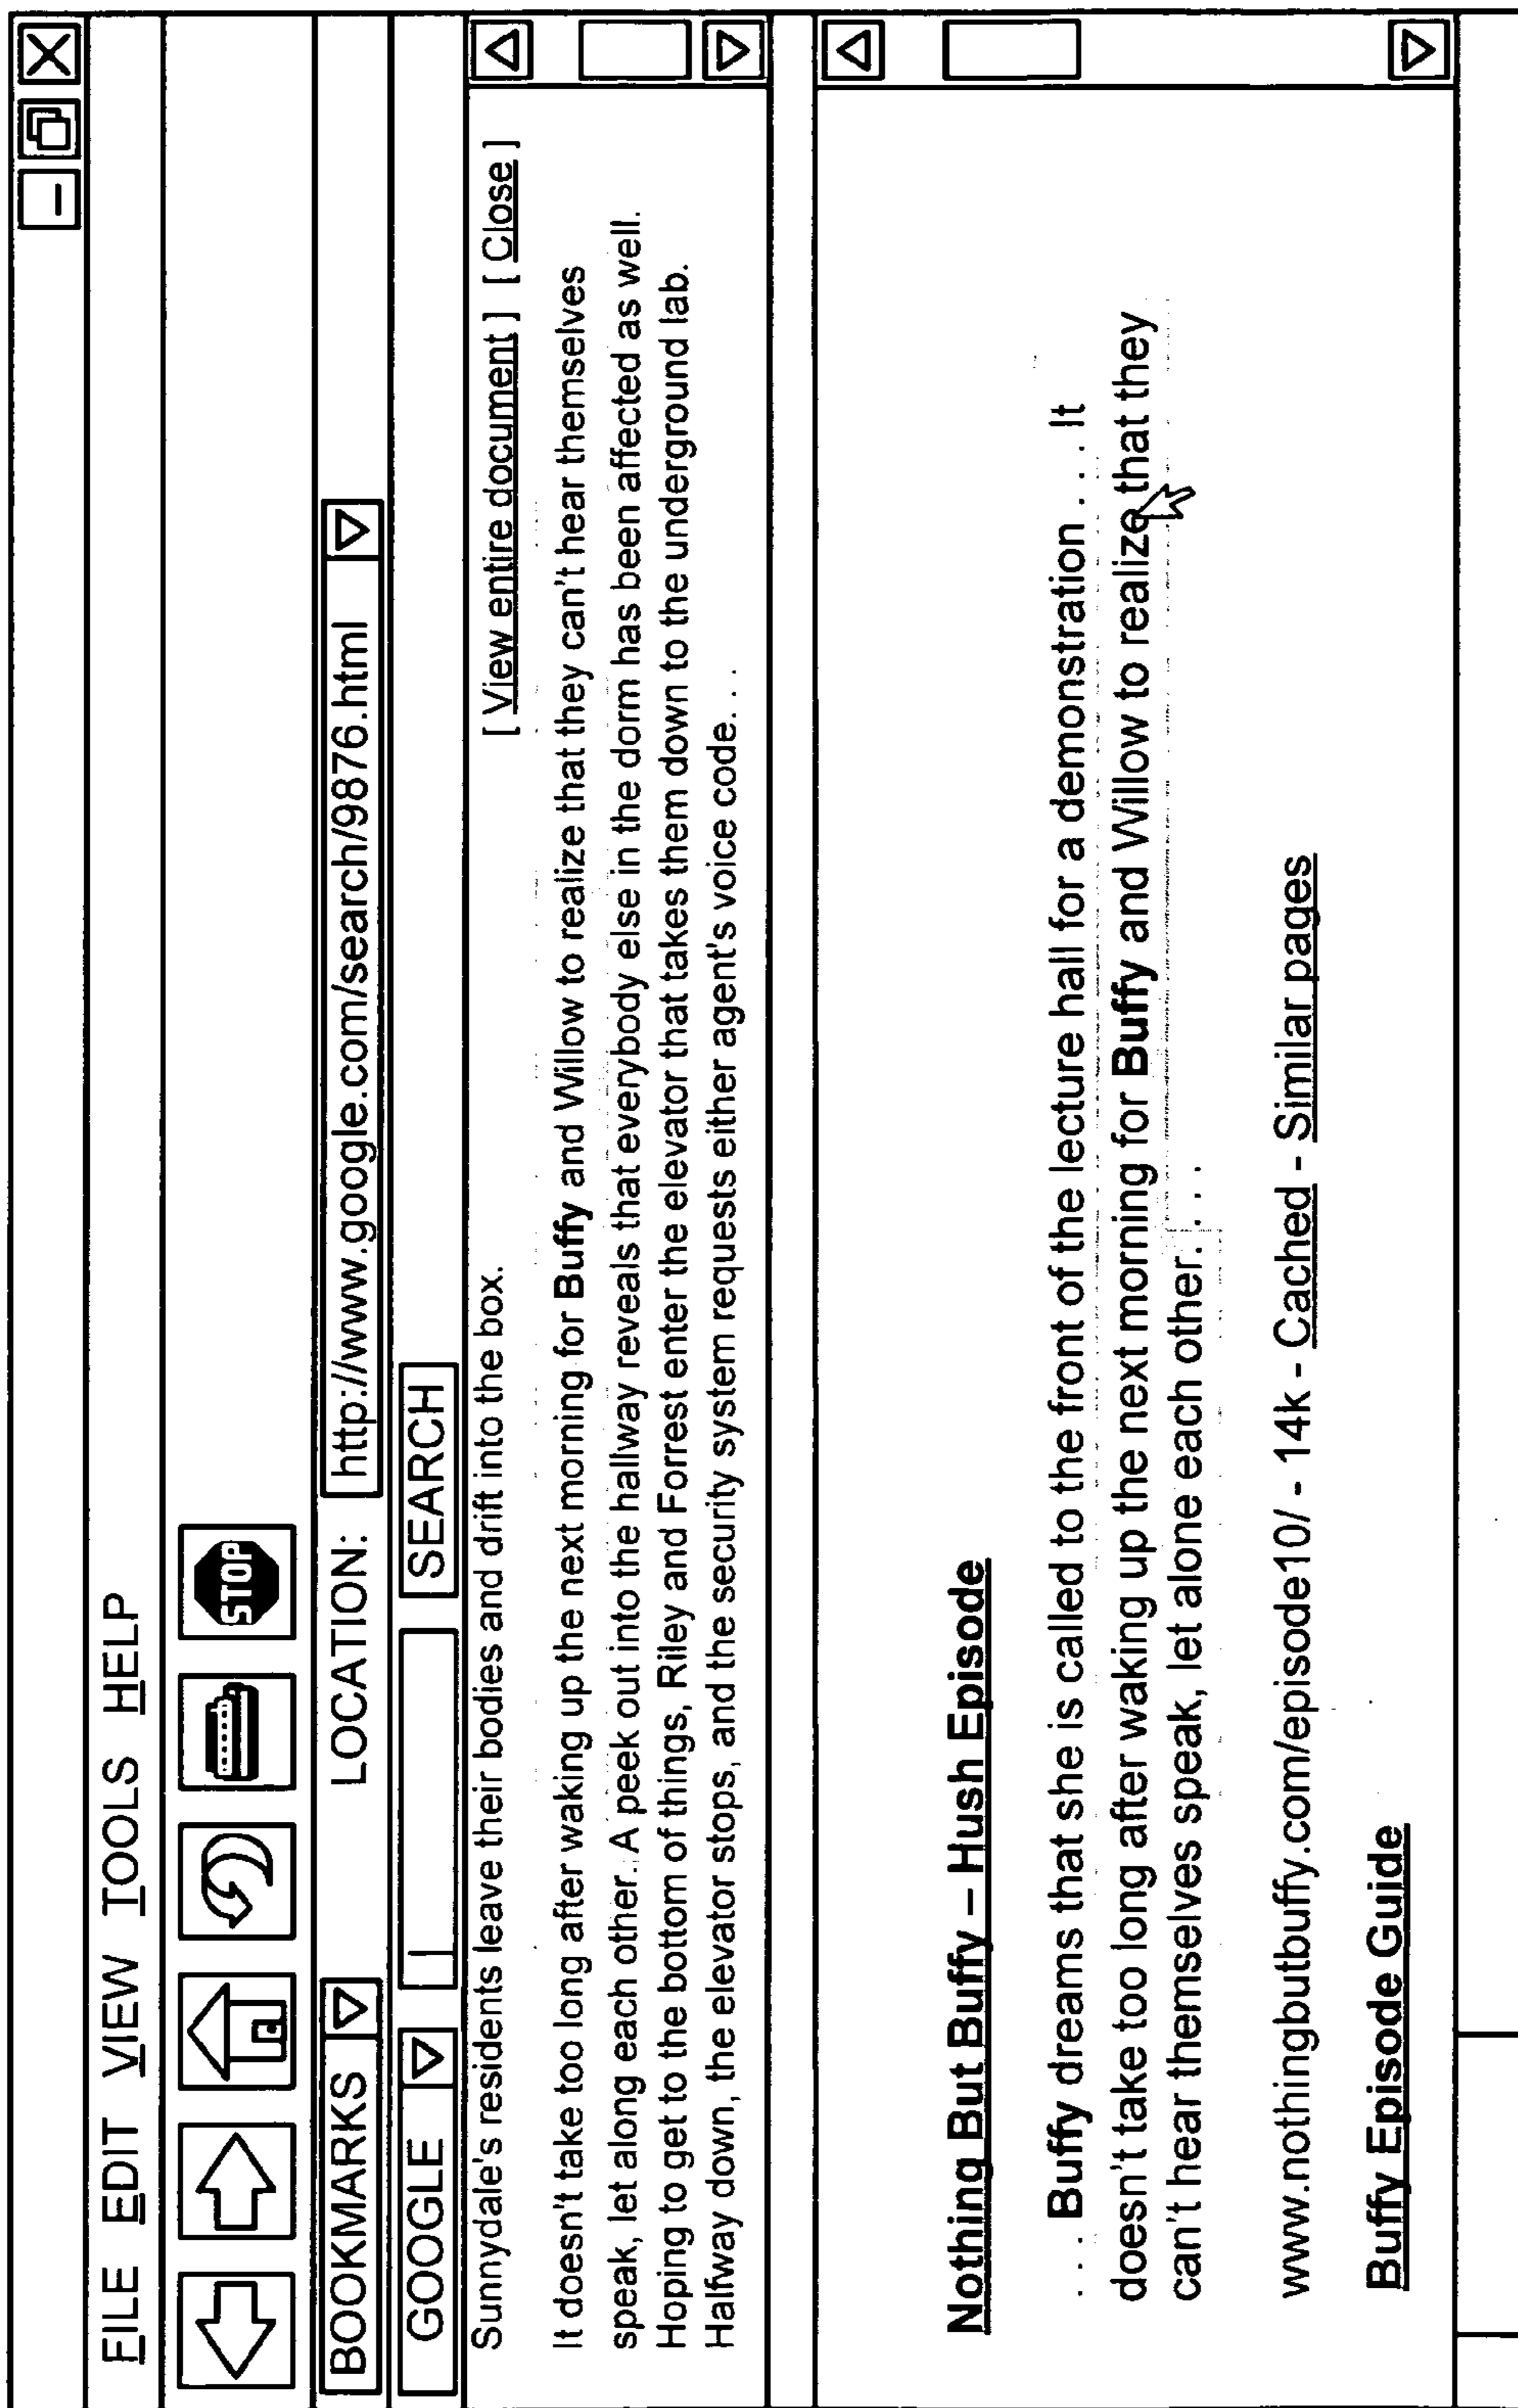 FILE EDIT VIEW TOOLS HELP
STOP
BOOKMARKS LOCATION: http://www.google.com/search/9876.html
GOOGLE SEARCH
Sunnydale's residents leave their bodies and drift into the box. [ View entire document ] [ Close ]
It doesn't take too long after waking up the next morning for Buffy and Willow to realize that they can't hear themselves
speak, let along each other. A peek out into the hallway reveals that everybody else in the dorm has been affected as well.
Hoping to get to the bottom of things, Riley and Forrest enter the elevator that takes them down to the underground lab.
Halfway down, the elevator stops, and the security system requests either agent's voice code. . .
Nothing But Buffy – Hush Episode
. . . Buffy dreams that she is called to the front of the lecture hall for a demonstration . . . It
doesn't take too long after waking up the next morning for Buffy and Willow to realize that they
can't hear themselves speak, let alone each other. . . .
www.nothingbutbuffy.com/episode10/ - 14k - Cached - Similar pages
Buffy Episode Guide